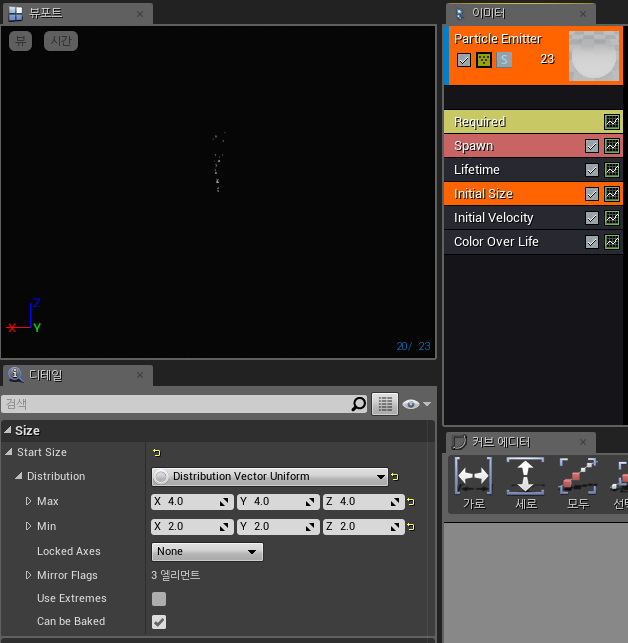 뷰포트
뷰 시간
Z
X Y
20/ 23
디테일
검색
Size
Start Size
Distribution Distribution Vector Uniform
Max X 4.0 Y 4.0 Z 4.0
Min X 2.0 Y 2.0 Z 2.0
Locked Axes None
Mirror Flags 3 엘리먼트
Use Extremes
Can be Baked
이미터
Particle Emitter
S 23
Required
Spawn
Lifetime
Initial Size
Initial Velocity
Color Over Life
커브 에디터
가로 세로 모두 선택